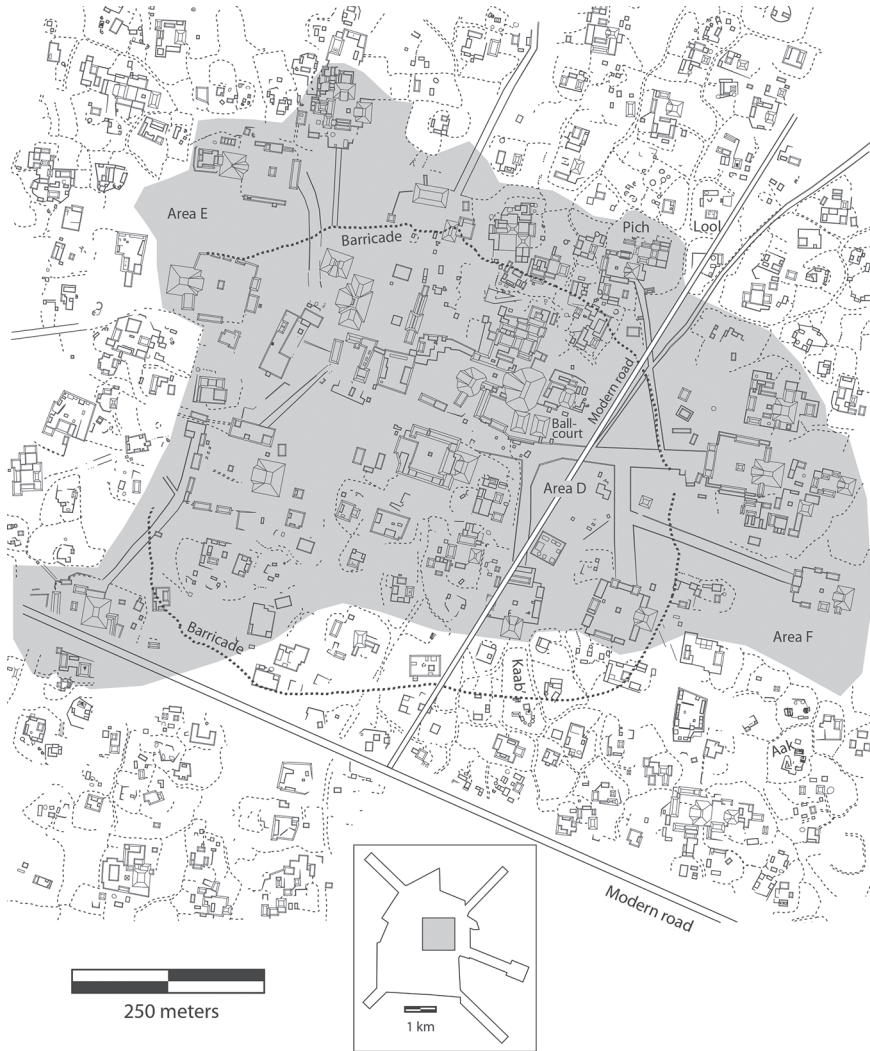 Area E
Barricade
Pich
Lool
Modern road
Ball-
court
Area D
Barricade
Kaab'
Area F
Aak
Modern road
250 meters
1 km